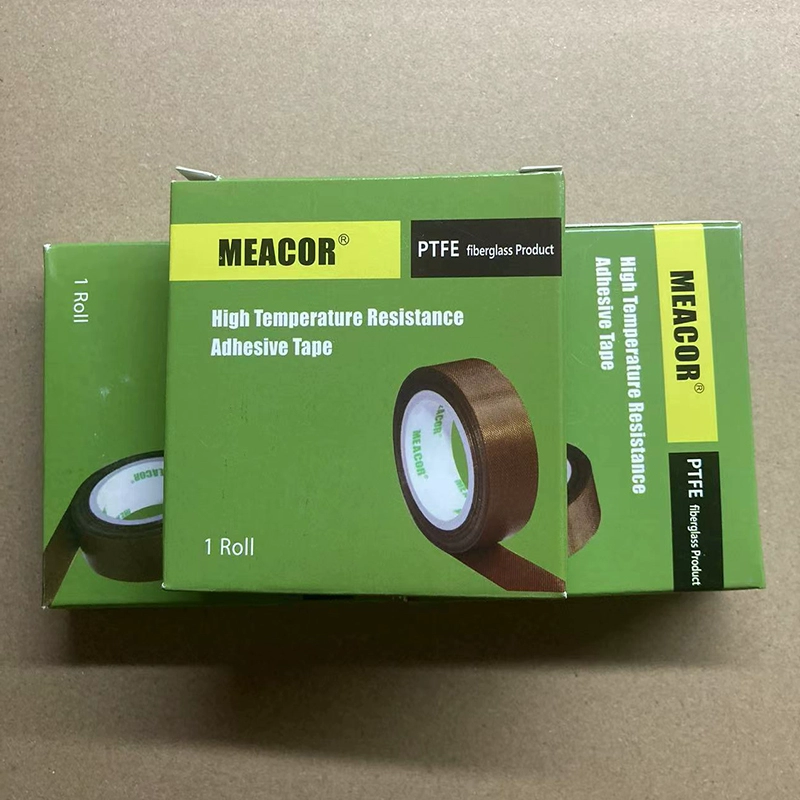 MEACOR®
PTFE fiberglass Product
High Temperature Resistance
Adhesive Tape
1 Roll
MEACOR®
1 Roll
MEACOR®
MEACOR®
PTFE fiberglass Product
High Temperature Resistance
Adhesive Tape